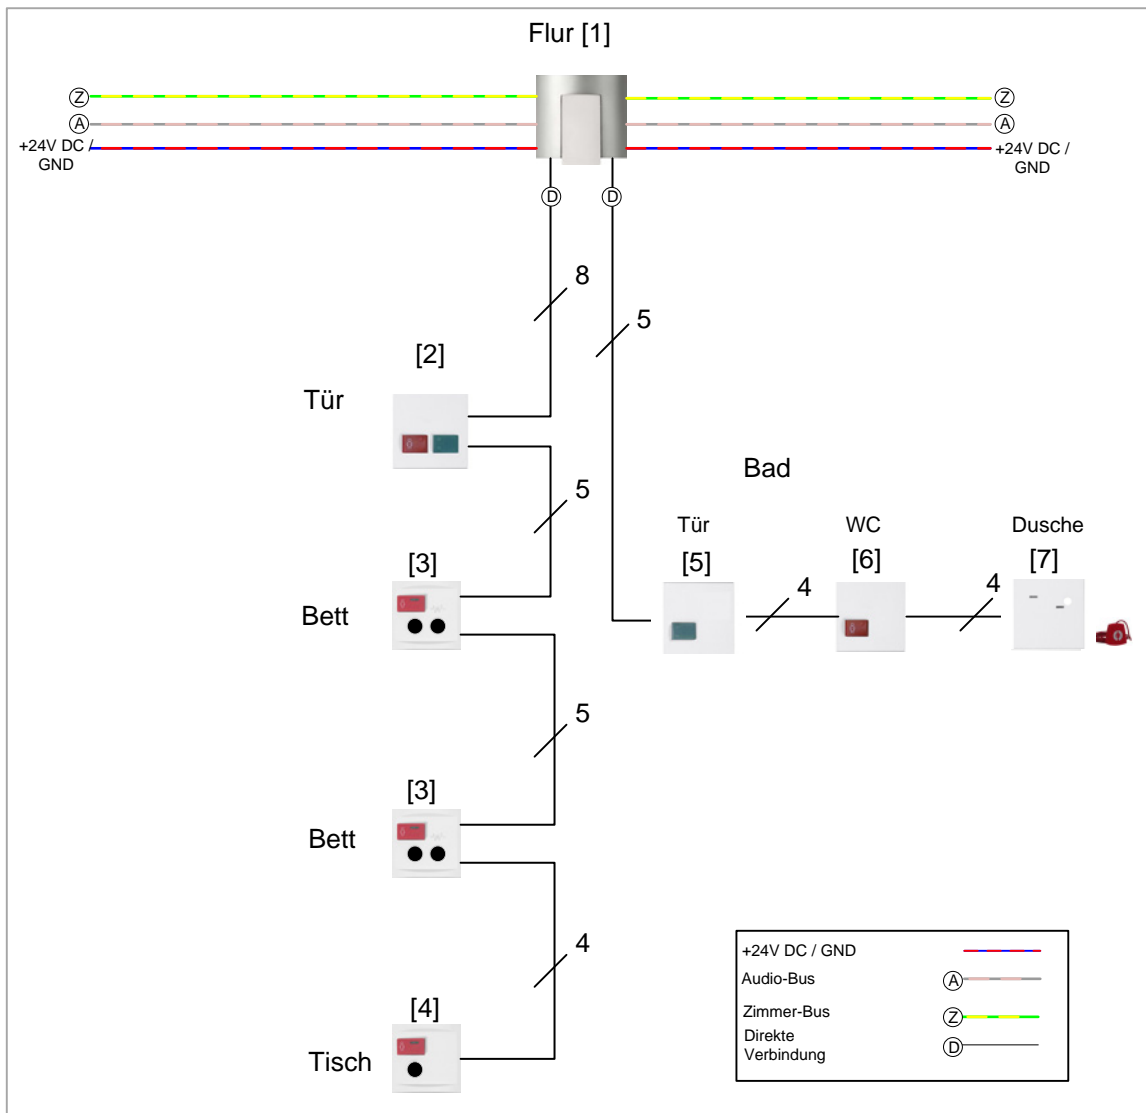 Flur [1]
Z
Z
A
A
+24V DC /
GND
+24V DC /
GND
D
D
8
5
[2]
Tür
5
Bad
Tür
WC
Dusche
[5]
[6]
[7]
4
4
[3]
Bett
5
[3]
Bett
4
[4]
Tisch
+24V DC / GND
Audio-Bus
A
Zimmer-Bus
Z
Direkte
Verbindung
D